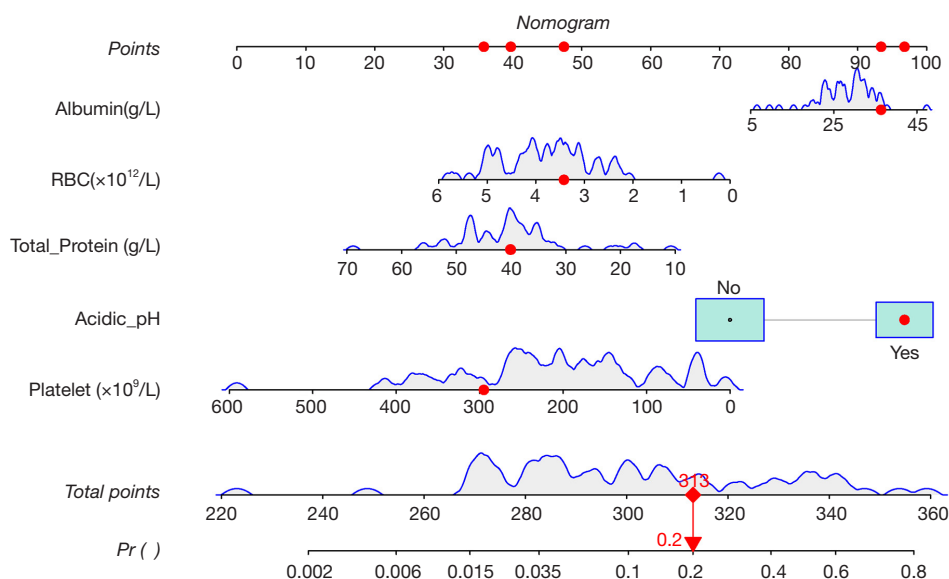 Nomogram
Points
0 10 20 30 40 50 60 70 80 90 100
Albumin(g/L)
5 25 45
RBC(×10¹²/L)
6 5 4 3 2 1 0
Total_Protein (g/L)
70 60 50 40 30 20 10
No
Acidic_pH
Yes
Platelet (×10⁹/L)
600 500 400 300 200 100 0
313
Total points
220 240 260 280 300 320 340 360
0.2
Pr ( )
0.002 0.006 0.015 0.035 0.1 0.2 0.4 0.6 0.8